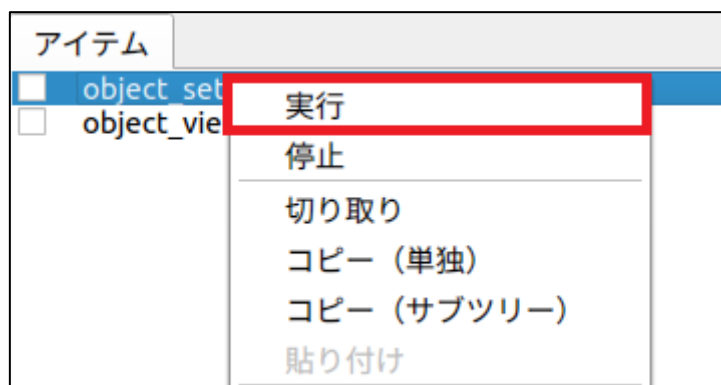 アイテム
object_set
object_vie
実行
停止
切り取り
コピー（単独）
コピー（サブツリー）
貼り付け